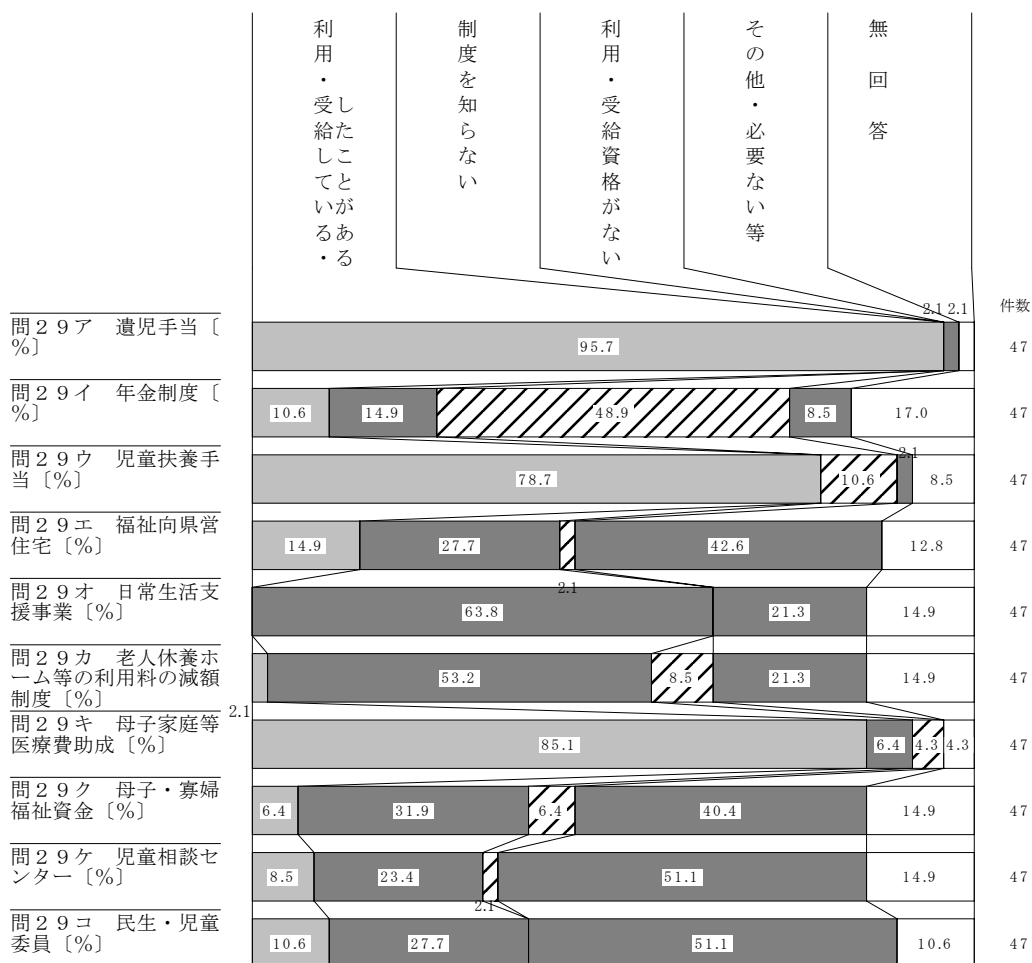 利用・受給している・
したことがある
制度を知らない
利用・受給資格がない
その他・必要ない等
無回答
件数
2.1 2.1
問29ア　遺児手当〔
%〕
95.7
47
問29イ　年金制度〔
%〕
10.6 14.9 48.9 8.5 17.0
47
問29ウ　児童扶養手
当〔%〕
2.1
78.7 10.6 8.5
47
問29エ　福祉向県営
住宅〔%〕
14.9 27.7 42.6 12.8
47
2.1
問29オ　日常生活支
援事業〔%〕
63.8 21.3 14.9
47
問29カ　老人休養ホ
ーム等の利用料の減額
制度〔%〕
53.2 8.5 21.3 14.9
47
2.1
問29キ　母子家庭等
医療費助成〔%〕
85.1 6.4 4.3 4.3
47
問29ク　母子・寡婦
福祉資金〔%〕
6.4 31.9 6.4 40.4 14.9
47
問29ケ　児童相談セ
ンター〔%〕
8.5 23.4 51.1 14.9
47
2.1
問29コ　民生・児童
委員〔%〕
10.6 27.7 51.1 10.6
47